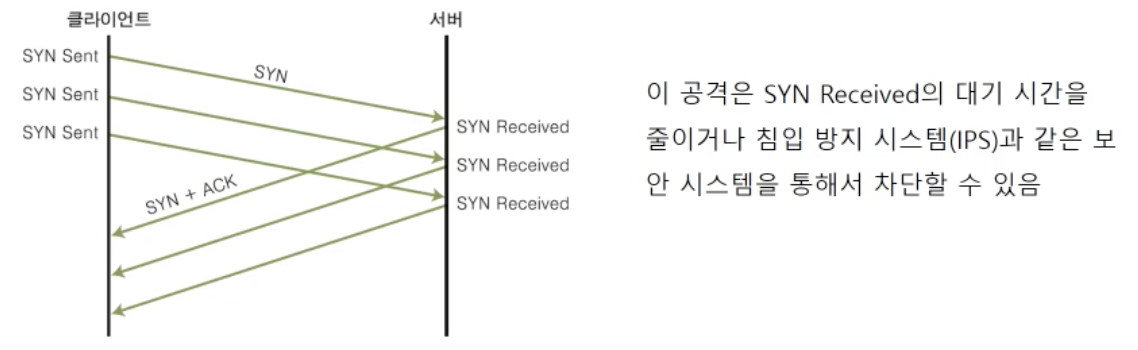 클라이언트
서버
SYN Sent
SYN Sent
SYN Sent
SYN
SYN + ACK
SYN Received
SYN Received
SYN Received
이 공격은 SYN Received의 대기 시간을
줄이거나 침입 방지 시스템(IPS)과 같은 보
안 시스템을 통해서 차단할 수 있음